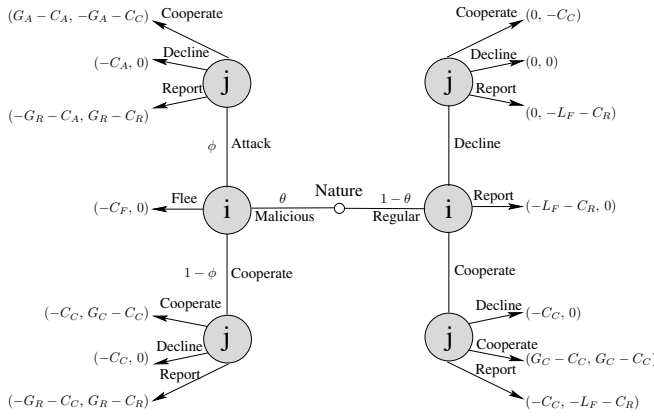 (G_A − C_A, −G_A − C_C)
Cooperate
Decline
(−C_A, 0)
Report
(−G_R − C_A, G_R − C_R)
j
ϕ
Attack
Flee
(−C_F, 0)
i
θ
Malicious
1 − ϕ
Cooperate
Cooperate
(−C_C, G_C − C_C)
Decline
(−C_C, 0)
Report
(−G_R − C_C, G_R − C_R)
j
Nature
1 − θ
Regular
Cooperate
(0, −C_C)
Decline
(0, 0)
Report
(0, −L_F − C_R)
j
Decline
i
Report
(−L_F − C_R, 0)
Cooperate
j
Decline
(−C_C, 0)
Cooperate
(G_C − C_C, G_C − C_C)
Report
(−C_C, −L_F − C_R)